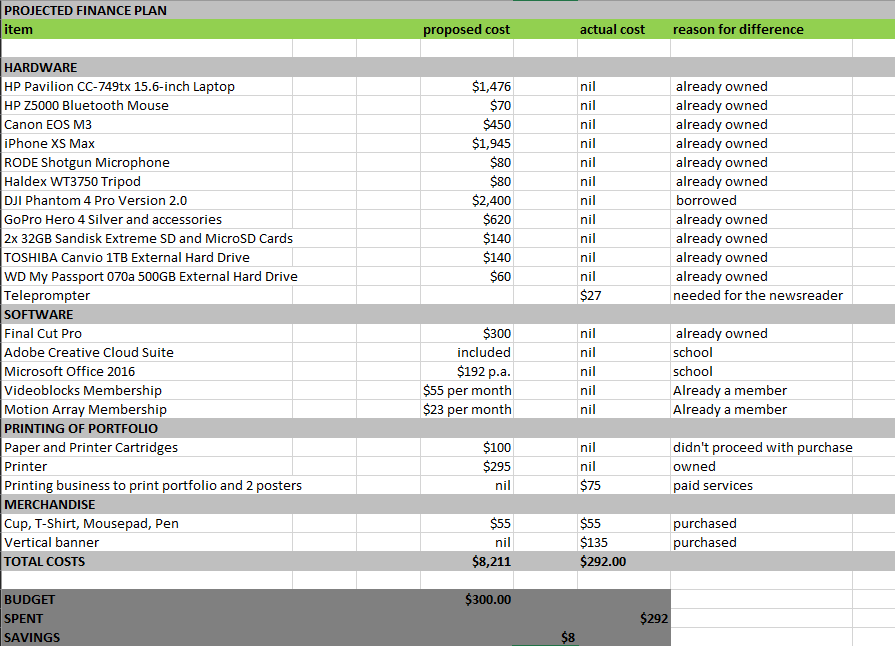 PROJECTED FINANCE PLAN
item proposed cost actual cost reason for difference
HARDWARE
HP Pavilion CC-749tx 15.6-inch Laptop $1,476 nil already owned
HP Z5000 Bluetooth Mouse $70 nil already owned
Canon EOS M3 $450 nil already owned
iPhone XS Max $1,945 nil already owned
RODE Shotgun Microphone $80 nil already owned
Haldex WT3750 Tripod $80 nil already owned
DJI Phantom 4 Pro Version 2.0 $2,400 nil borrowed
GoPro Hero 4 Silver and accessories $620 nil already owned
2x 32GB Sandisk Extreme SD and MicroSD Cards $140 nil already owned
TOSHIBA Canvio 1TB External Hard Drive $140 nil already owned
WD My Passport 070a 500GB External Hard Drive $60 nil already owned
Teleprompter $27 needed for the newsreader
SOFTWARE
Final Cut Pro $300 nil already owned
Adobe Creative Cloud Suite included nil school
Microsoft Office 2016 $192 p.a. nil school
Videoblocks Membership $55 per month nil Already a member
Motion Array Membership $23 per month nil Already a member
PRINTING OF PORTFOLIO
Paper and Printer Cartridges $100 nil didn't proceed with purchase
Printer $295 nil owned
Printing business to print portfolio and 2 posters nil $75 paid services
MERCHANDISE
Cup, T-Shirt, Mousepad, Pen $55 $55 purchased
Vertical banner nil $135 purchased
TOTAL COSTS $8,211 $292.00
BUDGET $300.00
SPENT $292
SAVINGS $8